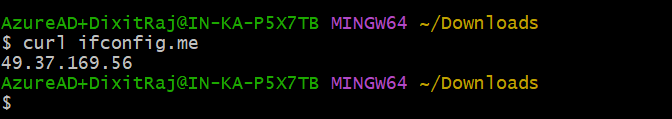 AzureAD+DixitRaj@IN-KA-P5X7TB MINGW64 ~/Downloads
$ curl ifconfig.me
49.37.169.56
AzureAD+DixitRaj@IN-KA-P5X7TB MINGW64 ~/Downloads
$